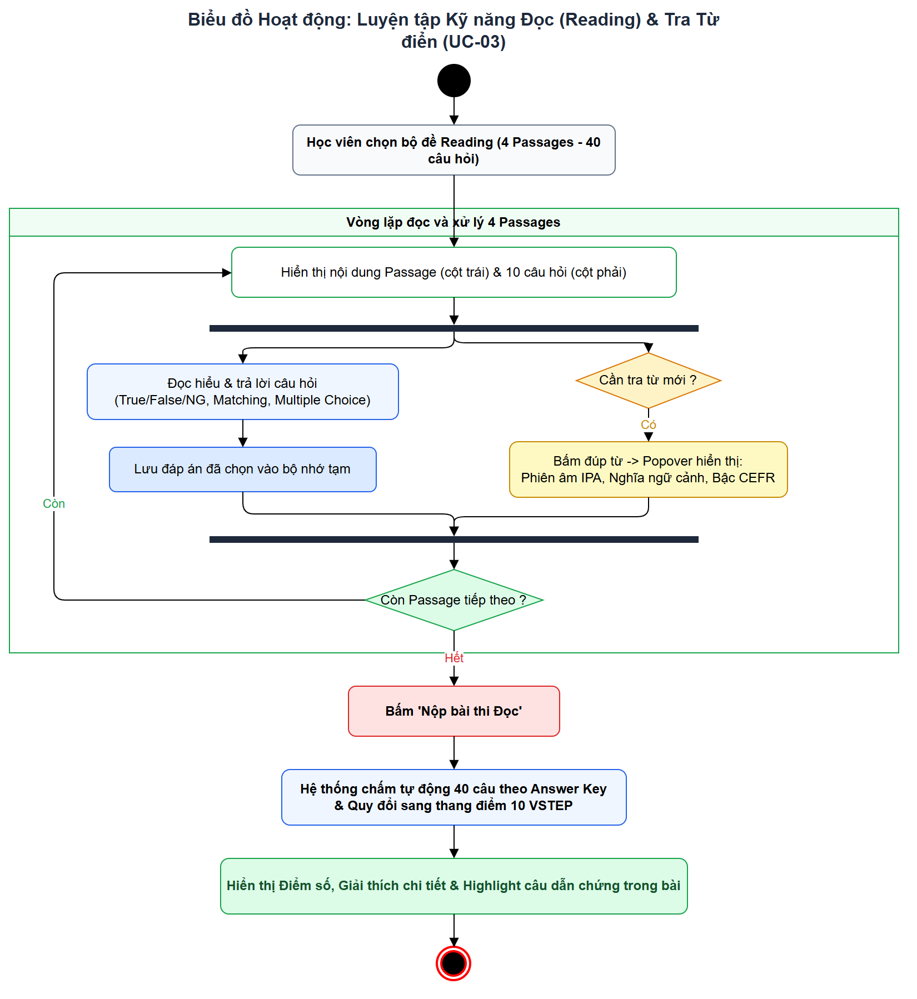 Biểu đồ Hoạt động: Luyện tập Kỹ năng Đọc (Reading) & Tra Từ
điển (UC-03)
Học viên chọn bộ đề Reading (4 Passages - 40
câu hỏi)
Vòng lặp đọc và xử lý 4 Passages
Hiển thị nội dung Passage (cột trái) & 10 câu hỏi (cột phải)
Đọc hiểu & trả lời câu hỏi
(True/False/NG, Matching, Multiple Choice)
Cần tra từ mới ?
Có
Lưu đáp án đã chọn vào bộ nhớ tạm
Bấm đúp từ -> Popover hiển thị:
Phiên âm IPA, Nghĩa ngữ cảnh, Bậc CEFR
Còn
Còn Passage tiếp theo ?
Hết
Bấm 'Nộp bài thi Đọc'
Hệ thống chấm tự động 40 câu theo Answer Key
& Quy đổi sang thang điểm 10 VSTEP
Hiển thị Điểm số, Giải thích chi tiết & Highlight câu dẫn chứng trong bài